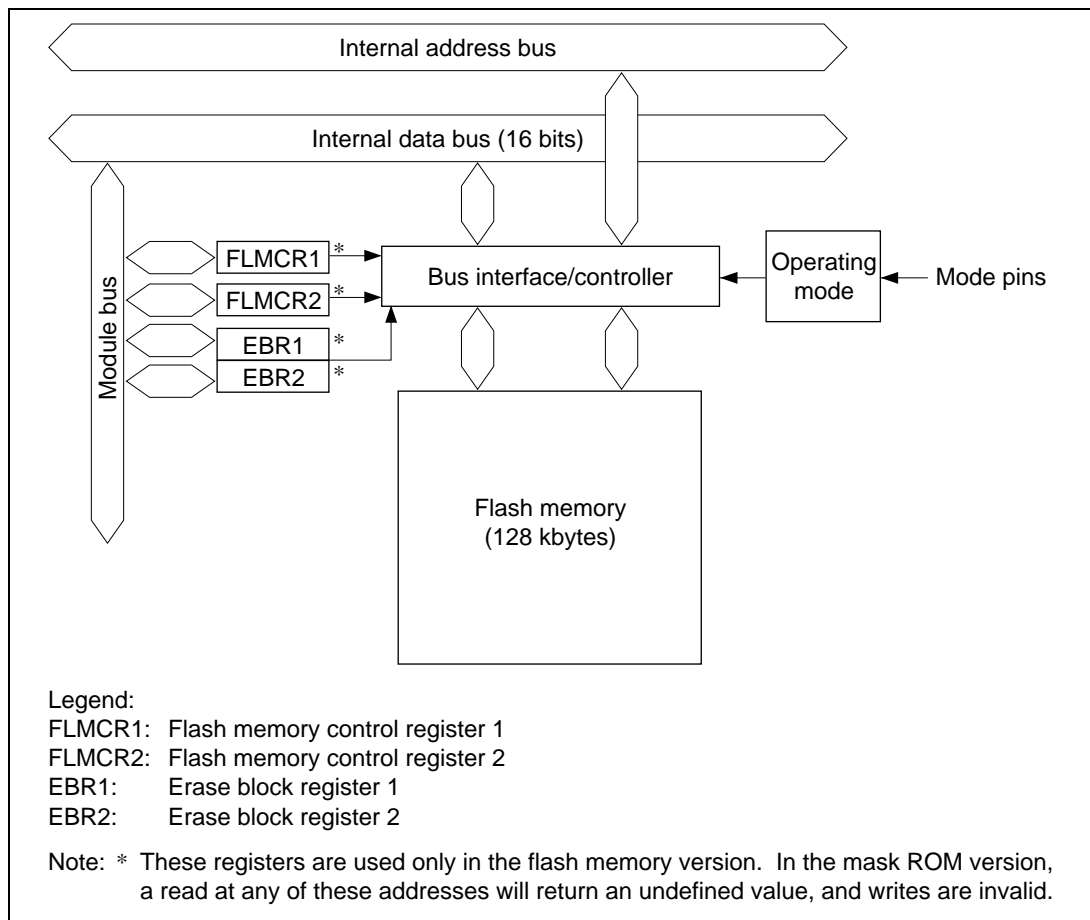 Internal address bus
Internal data bus (16 bits)
Module bus
FLMCR1 *
FLMCR2 *
EBR1 *
EBR2 *
Bus interface/controller
Operating
mode
Mode pins
Flash memory
(128 kbytes)
Legend:
FLMCR1: Flash memory control register 1
FLMCR2: Flash memory control register 2
EBR1: Erase block register 1
EBR2: Erase block register 2
Note: * These registers are used only in the flash memory version. In the mask ROM version,
a read at any of these addresses will return an undefined value, and writes are invalid.